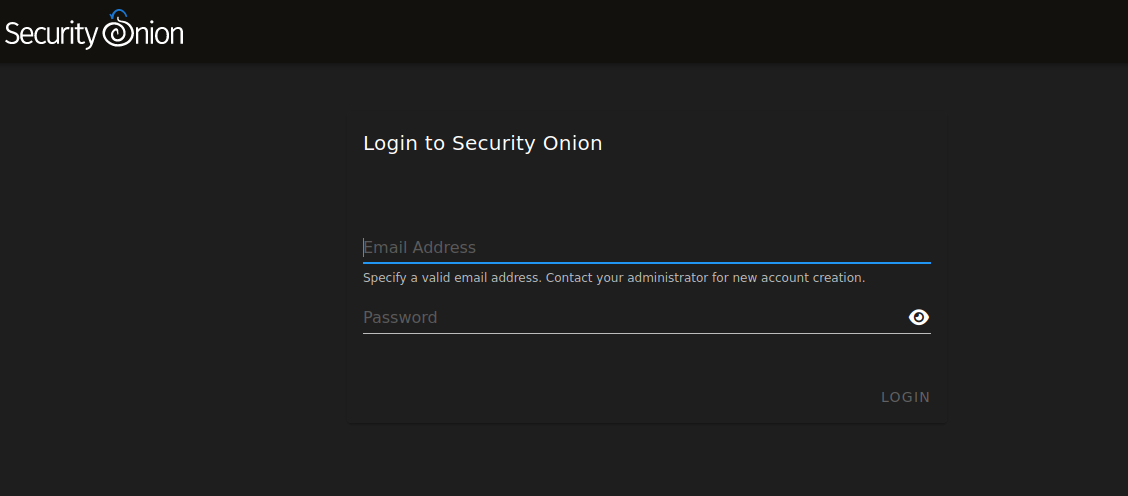 Security Onion
Login to Security Onion
Email Address
Specify a valid email address. Contact your administrator for new account creation.
Password
LOGIN